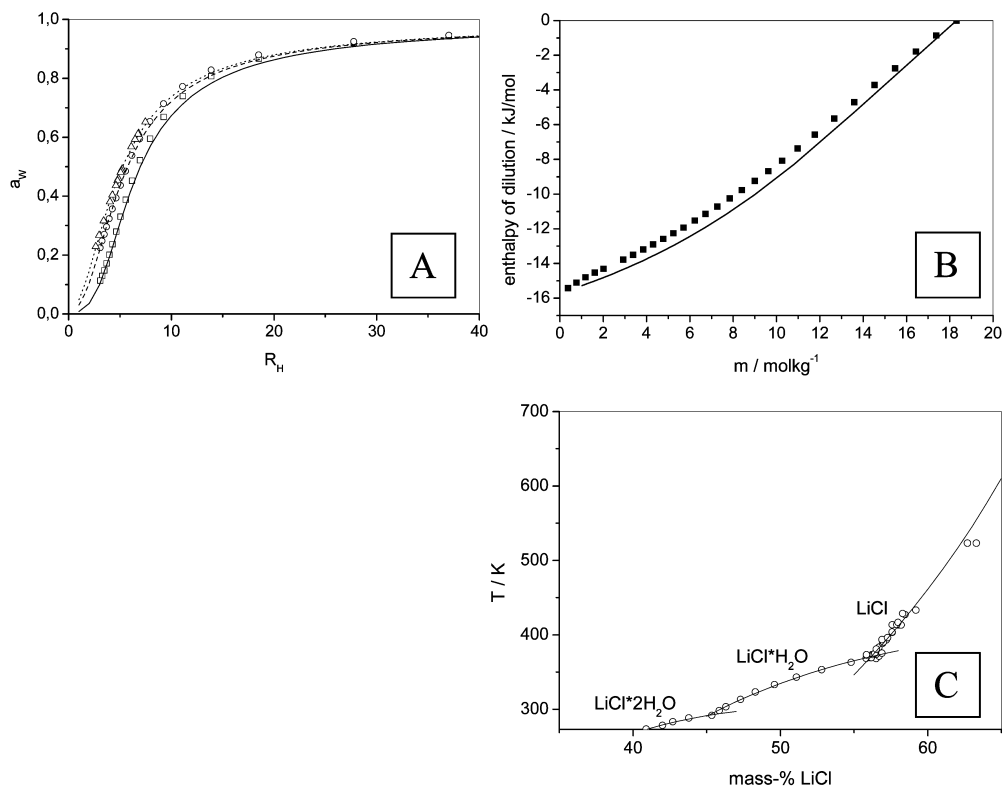 1,0
0,8
0,6
0,4
0,2
0,0
a_W
0 10 20 30 40
R_H
A
0
-2
-4
-6
-8
-10
-12
-14
-16
enthalpy of dilution / kJ/mol
0 2 4 6 8 10 12 14 16 18 20
m / molkg⁻¹
B
700
600
500
400
300
T / K
LiCl
LiCl*H₂O
LiCl*2H₂O
40 50 60
mass-% LiCl
C